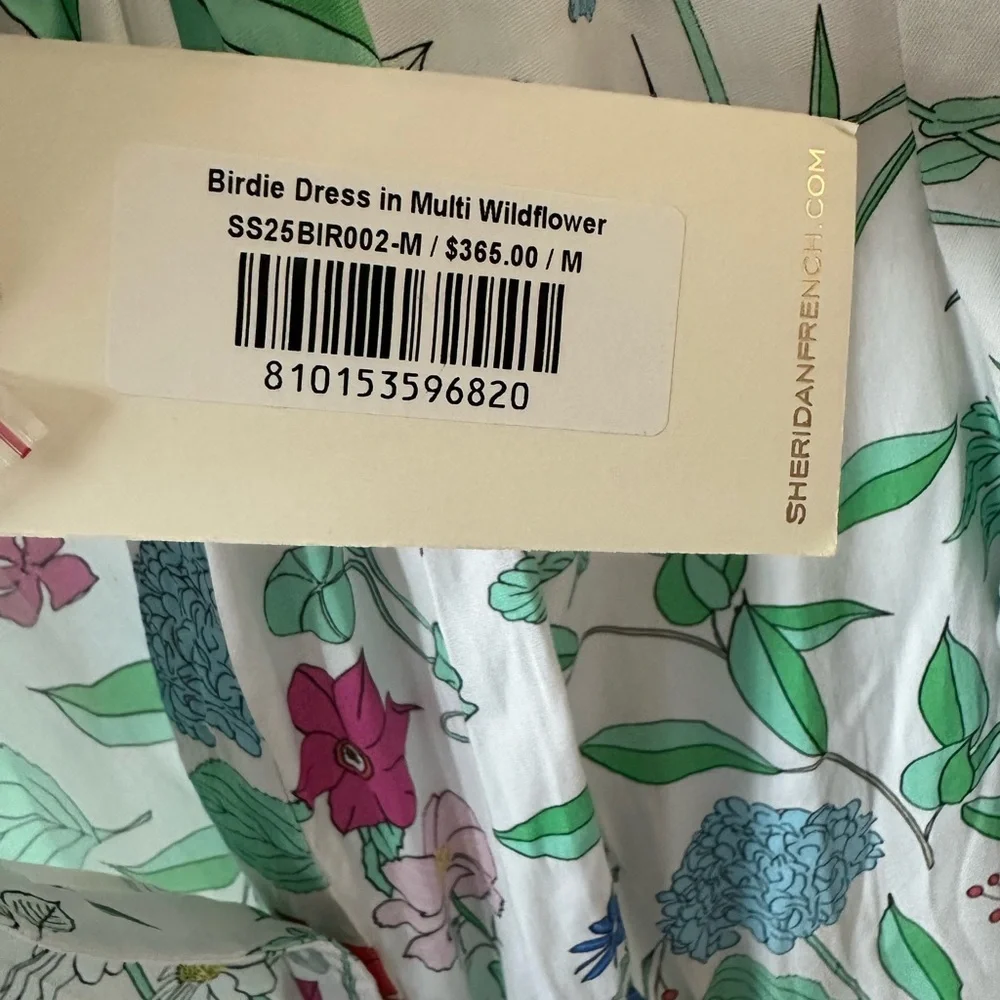 Birdie Dress in Multi Wildflower
SS25BIR002-M / $365.00 / M
810153596820
SHERIDANFRENCH.COM